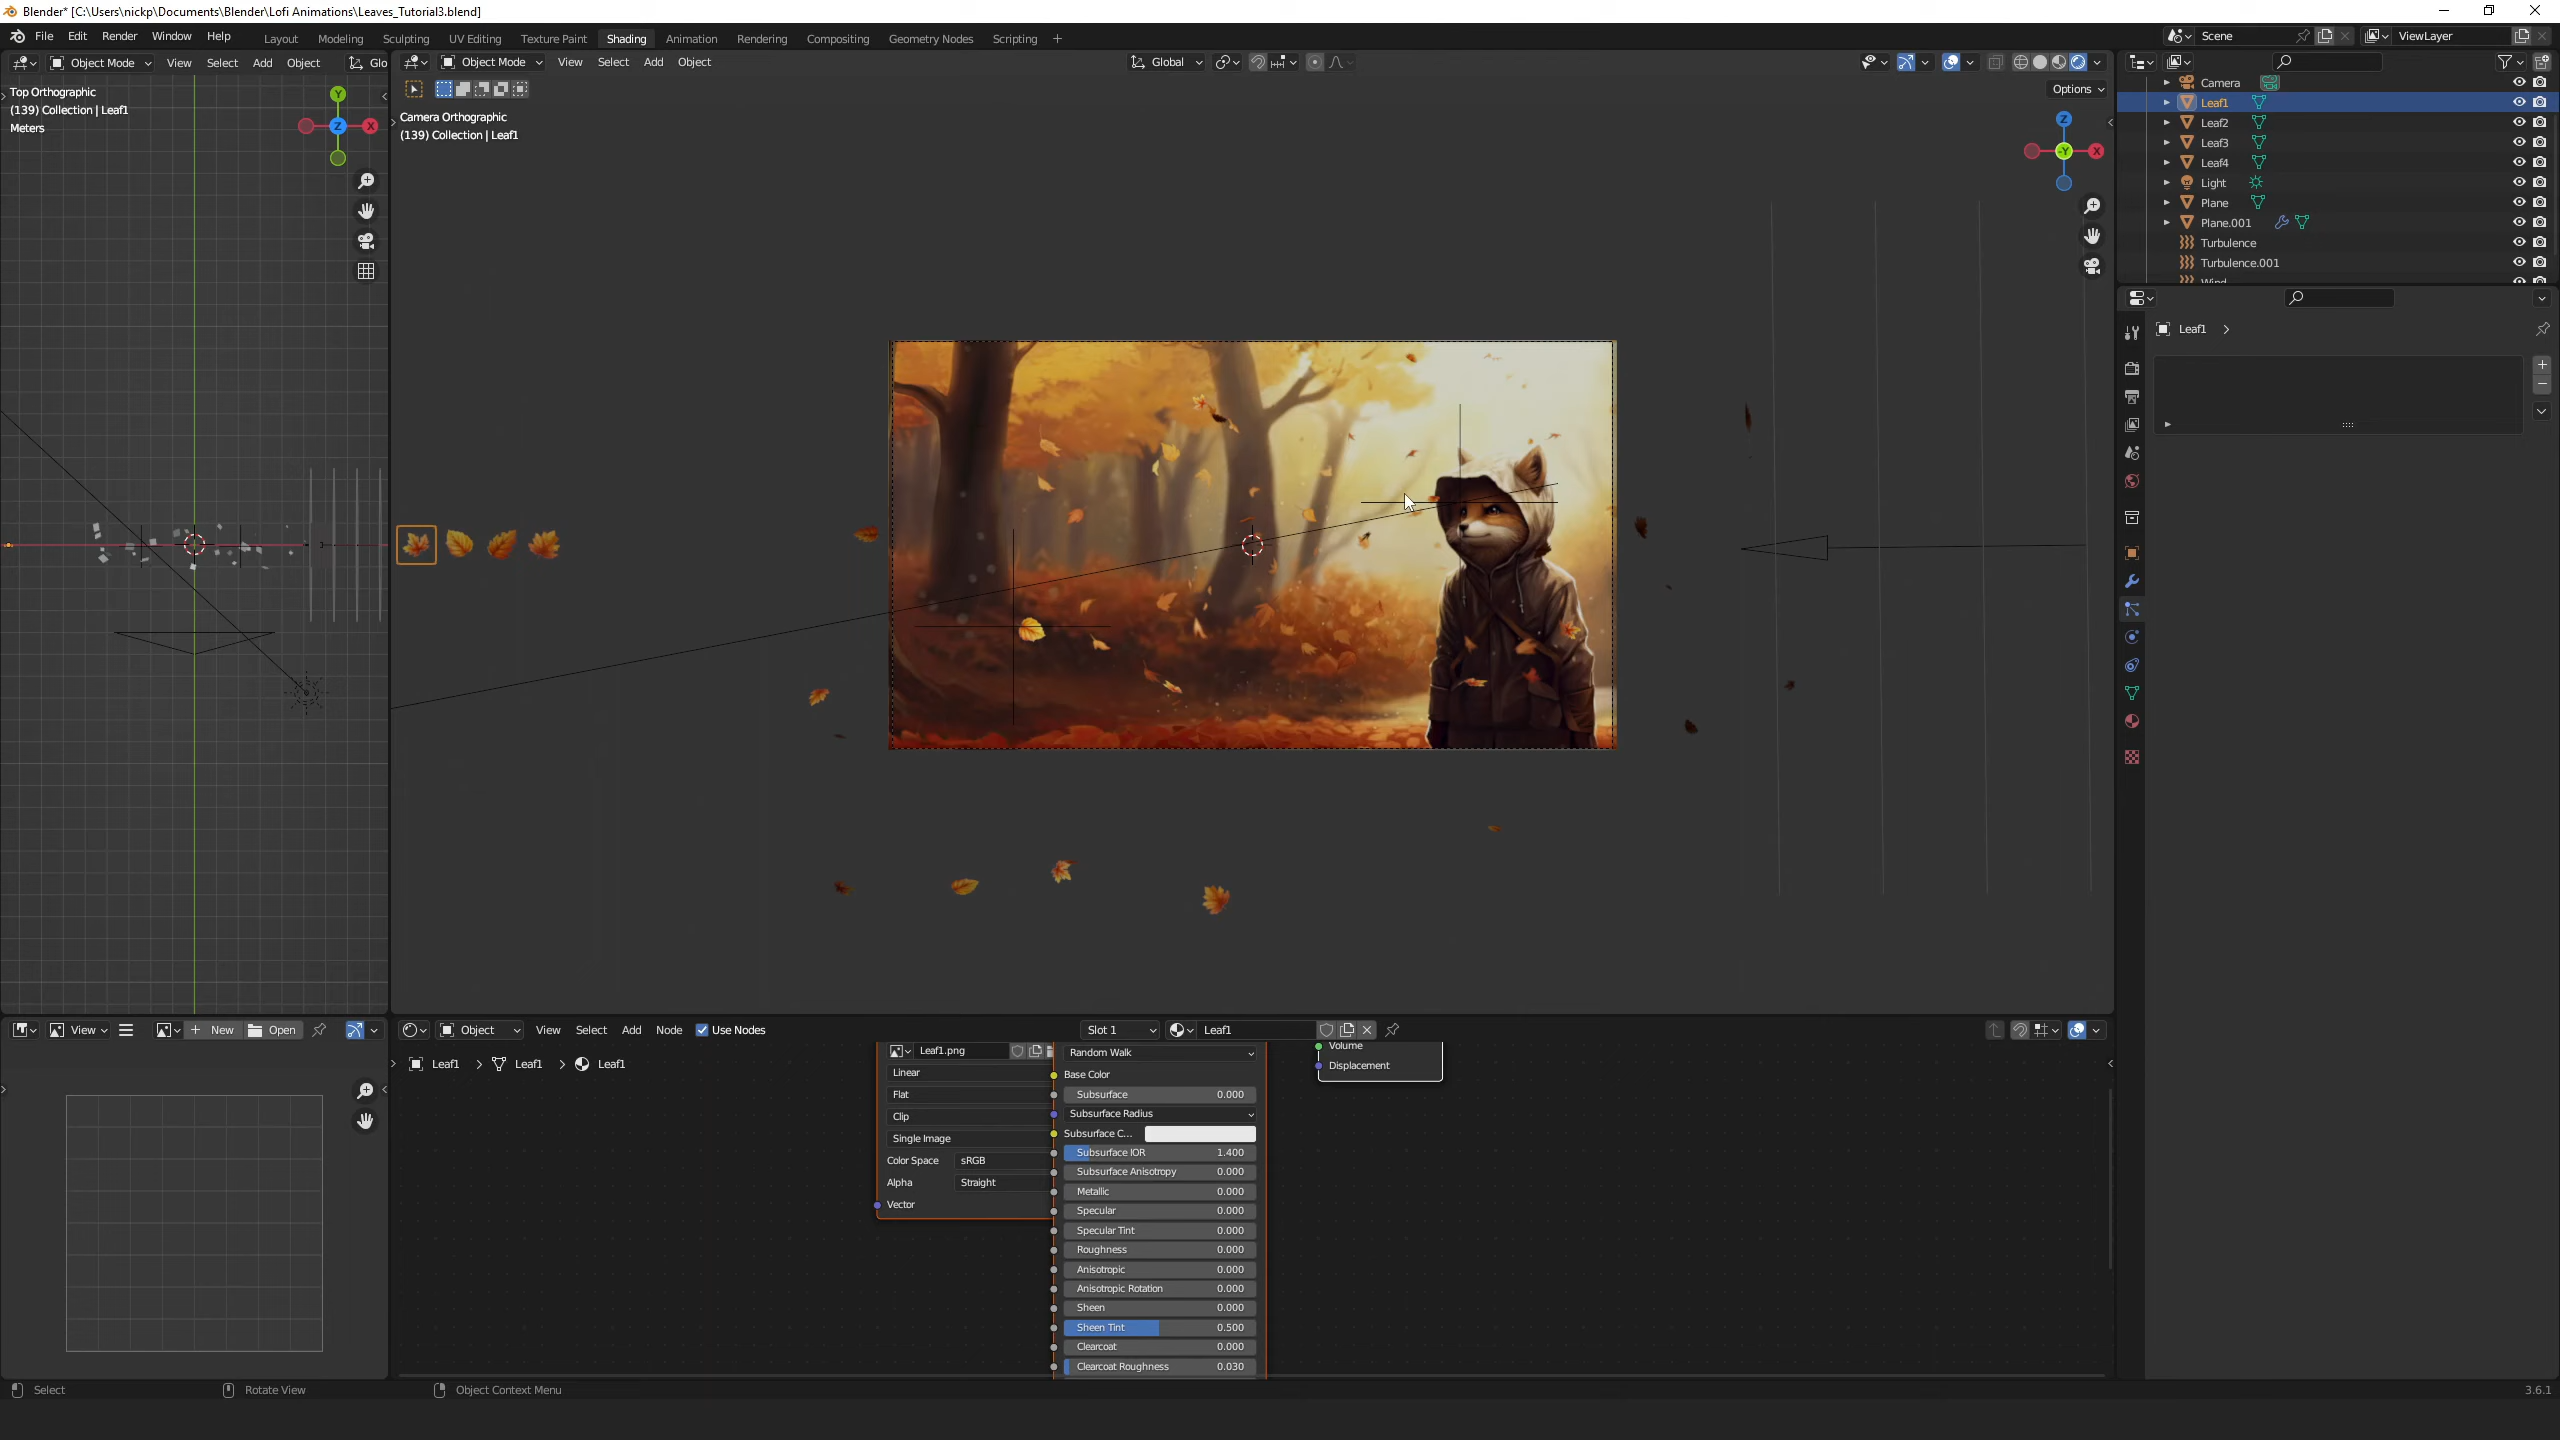 Blender* [C:\Users\nickp\Documents\Blender\Lofi Animations\Leaves_Tutorial3.blend]
File Edit Render Window Help Layout Modeling Sculpting UV Editing Texture Paint Shading Animation Rendering Compositing Geometry Nodes Scripting + Scene ViewLayer
Object Mode View Select Add Object Glo
Object Mode View Select Add Object Global
Options
Top Orthographic
(139) Collection | Leaf1
Meters
Y
Z
X
Camera Orthographic
(139) Collection | Leaf1
Z
-Y
X
Camera
Leaf1
Leaf2
Leaf3
Leaf4
Light
Plane
Plane.001
Turbulence
Turbulence.001
Wind
Leaf1
View New Open
Object View Select Add Node Use Nodes Slot 1 Leaf1
Leaf1 Leaf1 Leaf1
Leaf1.png
Linear
Flat
Clip
Single Image
Color Space sRGB
Alpha Straight
Vector
Random Walk
Base Color
Subsurface 0.000
Subsurface Radius
Subsurface C...
Subsurface IOR 1.400
Subsurface Anisotropy 0.000
Metallic 0.000
Specular 0.000
Specular Tint 0.000
Roughness 0.000
Anisotropic 0.000
Anisotropic Rotation 0.000
Sheen 0.000
Sheen Tint 0.500
Clearcoat 0.000
Clearcoat Roughness 0.030
Volume
Displacement
Select Rotate View Object Context Menu 3.6.1